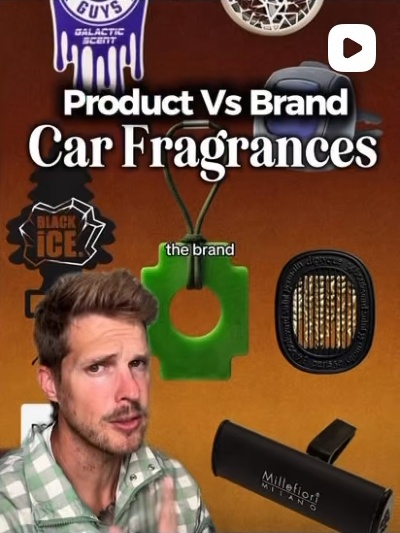 GUYS
GALACTIC
SCENT
Product Vs Brand
Car Fragrances
BLACK
iCE.
the brand
Millefiori
MILANO